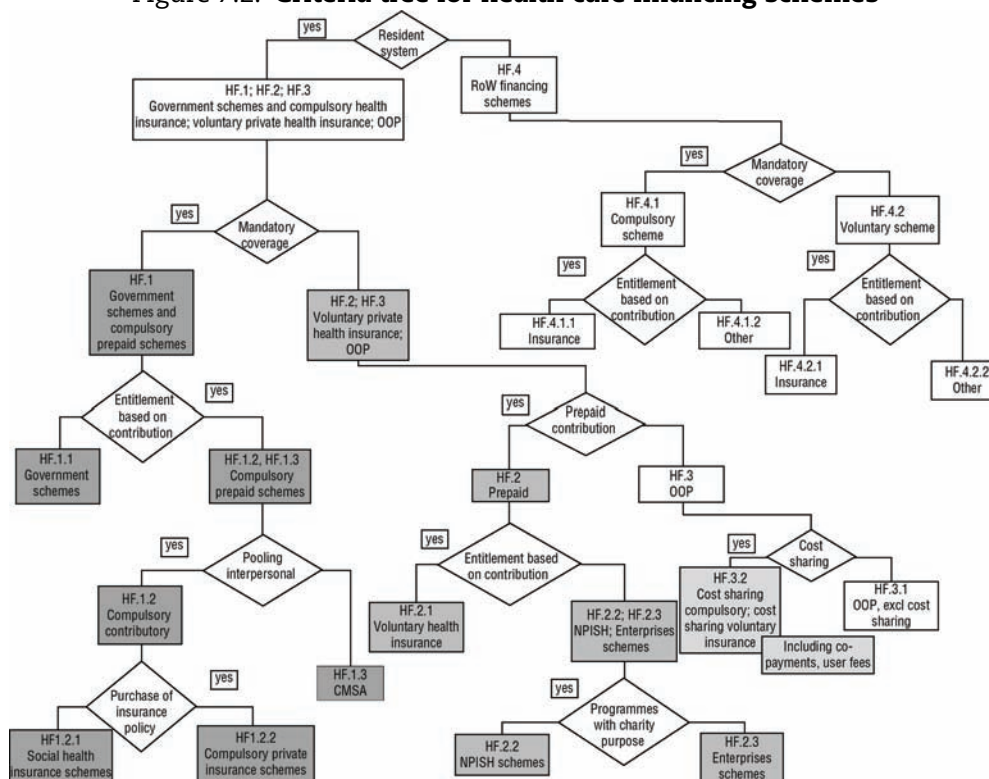 Figure 7.2. Criteria tree for health care financing schemes
yes
Resident
system
HF.1; HF.2; HF.3
Government schemes and compulsory health
insurance; voluntary private health insurance; OOP
HF.4
RoW financing
schemes
yes
Mandatory
coverage
yes
Mandatory
coverage
HF.4.1
Compulsory
scheme
HF.4.2
Voluntary scheme
HF.1
Government
schemes and
compulsory
prepaid schemes
HF.2; HF.3
Voluntary private
health insurance;
OOP
yes
Entitlement
based on
contribution
yes
Entitlement
based on
contribution
HF.4.1.1
Insurance
HF.4.1.2
Other
HF.4.2.1
Insurance
HF.4.2.2
Other
Entitlement
based on
contribution
yes
yes
Prepaid
contribution
HF.1.1
Government
schemes
HF.1.2, HF.1.3
Compulsory
prepaid schemes
HF.2
Prepaid
HF.3
OOP
yes
Pooling
interpersonal
yes
Entitlement based
on contribution
yes
Cost
sharing
HF.1.2
Compulsory
contributory
HF.2.1
Voluntary health
insurance
HF.2.2; HF.2.3
NPISH; Enterprises
schemes
HF.3.2
Cost sharing
compulsory; cost
sharing voluntary
insurance
HF.3.1
OOP, excl cost
sharing
Including co-
payments, user fees
HF.1.3
CMSA
Purchase of
insurance
policy
yes
yes
Programmes
with charity
purpose
HF1.2.1
Social health
insurance schemes
HF1.2.2
Compulsory private
insurance schemes
HF.2.2
NPISH schemes
HF.2.3
Enterprises
schemes